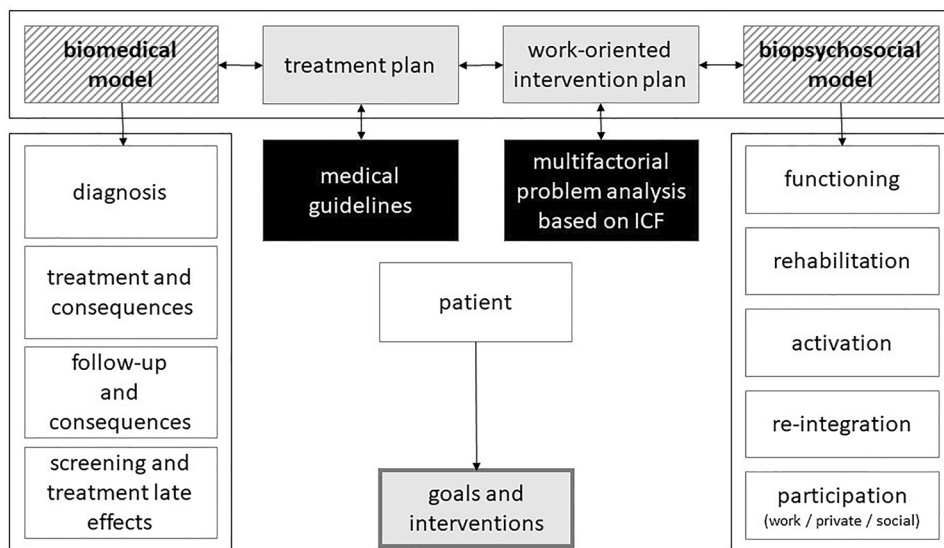 biomedical
model
treatment plan
work-oriented
intervention plan
biopsychosocial
model
diagnosis
treatment and
consequences
follow-up
and
consequences
screening and
treatment late
effects
medical
guidelines
multifactorial
problem analysis
based on ICF
patient
goals and
interventions
functioning
rehabilitation
activation
re-integration
participation
(work / private / social)